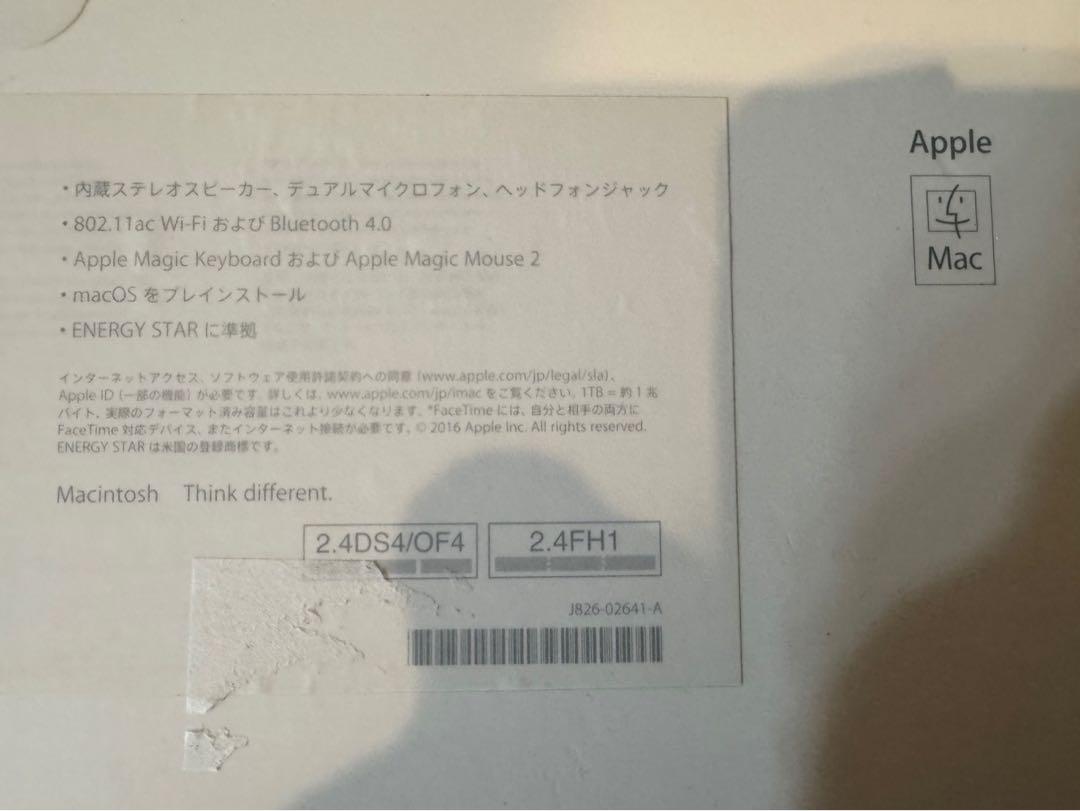 ・内蔵ステレオスピーカー、デュアルマイクロフォン、ヘッドフォンジャック
・802.11ac Wi-Fi および Bluetooth 4.0
・Apple Magic Keyboard および Apple Magic Mouse 2
・macOS をプレインストール
・ENERGY STAR に準拠
インターネットアクセス、ソフトウェア使用許諾契約への同意 (www.apple.com/jp/legal/sla)、
Apple ID (一部の機能) が必要です。詳しくは、www.apple.com/jp/imac をご覧ください。1TB = 約 1 兆
バイト、実際のフォーマット済み容量はこれより少なくなります。*FaceTime には、自分と相手の両方に
FaceTime 対応デバイス、またインターネット接続が必要です。© 2016 Apple Inc. All rights reserved.
ENERGY STAR は米国の登録商標です。
Macintosh Think different.
2.4DS4/OF4 2.4FH1
J826-02641-A
Apple
Mac